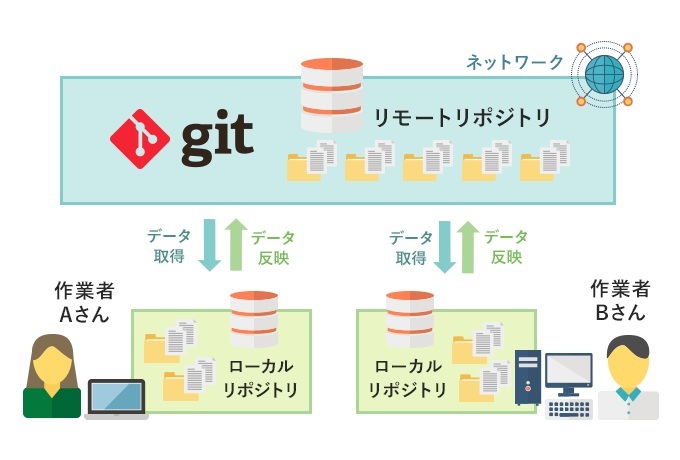 ネットワーク
git
リモートリポジトリ
データ
取得
データ
反映
データ
取得
データ
反映
作業者
Aさん
作業者
Bさん
ローカル
リポジトリ
ローカル
リポジトリ